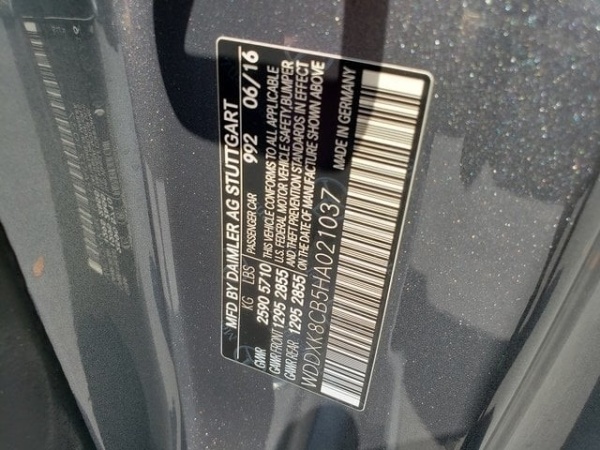 MFD BY DAIMLER AG STUTTGART
KG LBS PASSENGER CAR 992 06/16
GVWR 2590 5710 THIS VEHICLE CONFORMS TO ALL APPLICABLE
GAWR FRONT 1295 2855 U.S. FEDERAL MOTOR VEHICLE SAFETY, BUMPER
GAWR REAR 1295 2855 AND THEFT PREVENTION STANDARDS IN EFFECT
ON THE DATE OF MANUFACTURE SHOWN ABOVE
WDDXK8CB5HA021037 MADE IN GERMANY